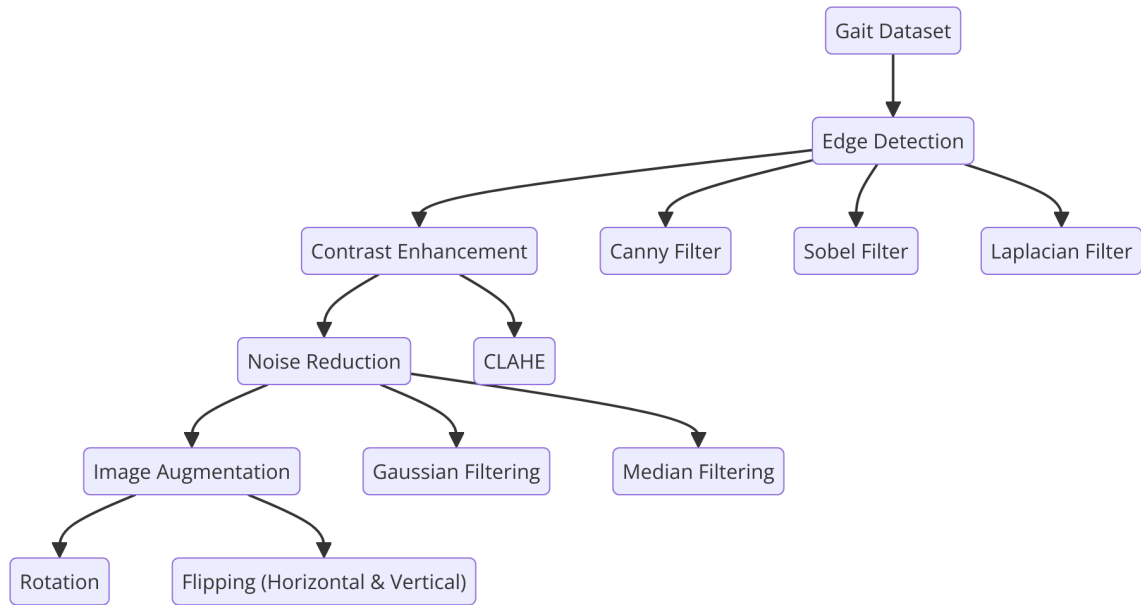 Gait Dataset
Edge Detection
Contrast Enhancement
Canny Filter
Sobel Filter
Laplacian Filter
Noise Reduction
CLAHE
Image Augmentation
Gaussian Filtering
Median Filtering
Rotation
Flipping (Horizontal & Vertical)